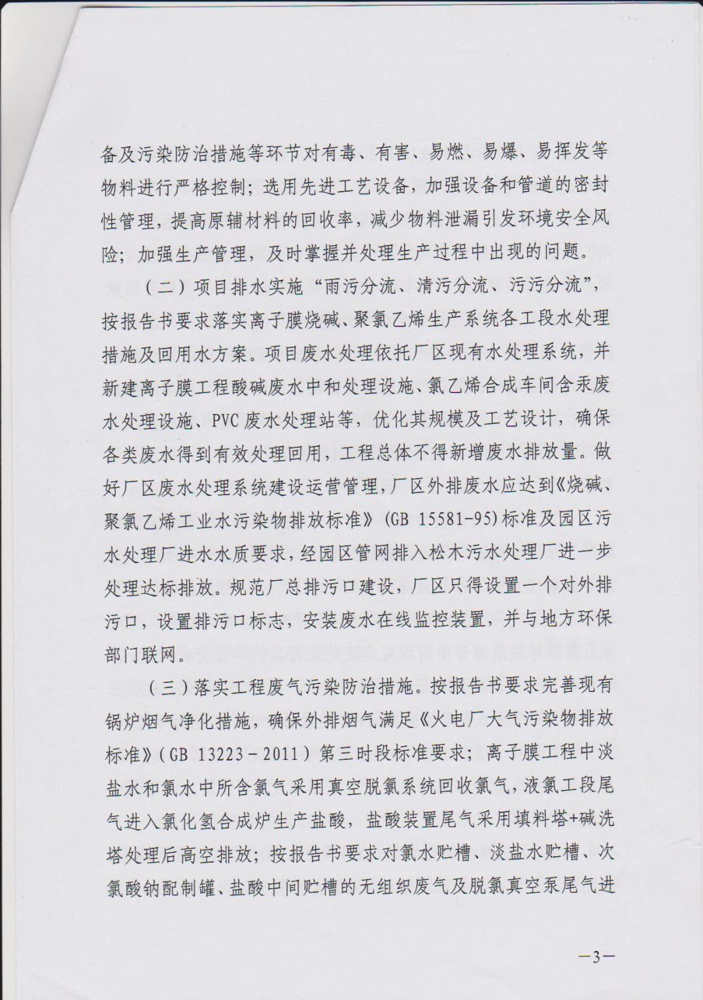 备及污染防治措施等环节对有毒、有害、易燃、易爆、易挥发等
物料进行严格控制；选用先进工艺设备，加强设备和管道的密封
性管理，提高原辅材料的回收率，减少物料泄漏引发环境安全风
险；加强生产管理，及时掌握并处理生产过程中出现的问题。
（二）项目排水实施“雨污分流、清污分流、污污分流”，
按报告书要求落实离子膜烧碱、聚氯乙烯生产系统各工段水处理
措施及回用水方案。项目废水处理依托厂区现有水处理系统，并
新建离子膜工程酸碱废水中和处理设施、氯乙烯合成车间含汞废
水处理设施、PVC 废水处理站等，优化其规模及工艺设计，确保
各类废水得到有效处理回用，工程总体不得新增废水排放量。做
好厂区废水处理系统建设运营管理，厂区外排废水应达到《烧碱、
聚氯乙烯工业水污染物排放标准》(GB 15581-95)标准及园区污
水处理厂进水水质要求，经园区管网排入松木污水处理厂进一步
处理达标排放。规范厂总排污口建设，厂区只得设置一个对外排
污口，设置排污口标志，安装废水在线监控装置，并与地方环保
部门联网。
（三）落实工程废气污染防治措施。按报告书要求完善现有
锅炉烟气净化措施，确保外排烟气满足《火电厂大气污染物排放
标准》（GB 13223－2011）第三时段标准要求；离子膜工程中淡
盐水和氯水中所含氯气采用真空脱氯系统回收氯气，液氯工段尾
气进入氯化氢合成炉生产盐酸，盐酸装置尾气采用填料塔+碱洗
塔处理后高空排放；按报告书要求对氯水贮槽、淡盐水贮槽、次
氯酸钠配制罐、盐酸中间贮槽的无组织废气及脱氯真空泵尾气进
—3—